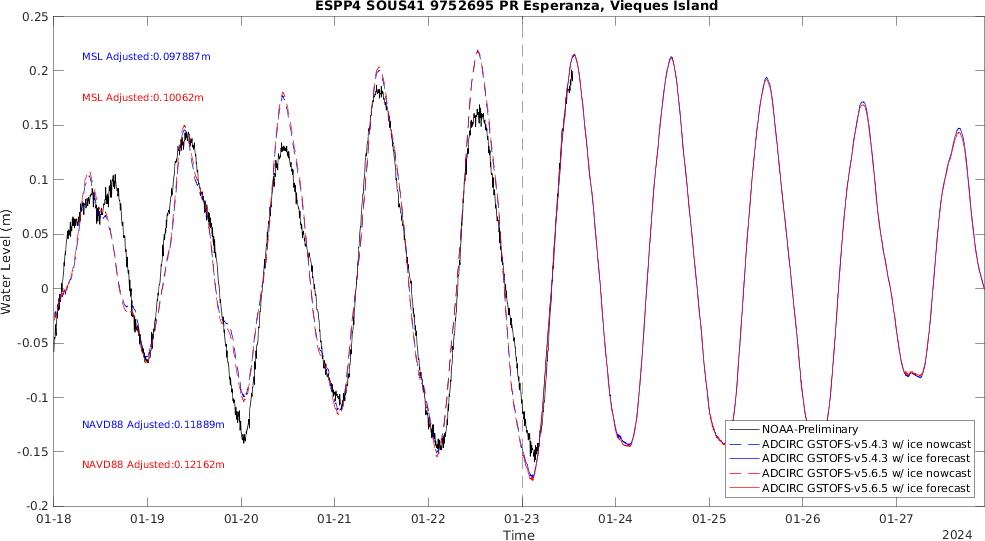 ESPP4 SOUS41 9752695 PR Esperanza, Vieques Island
0.25
0.2
0.15
0.1
0.05
0
-0.05
-0.1
-0.15
-0.2
Water Level (m)
MSL Adjusted:0.097887m
MSL Adjusted:0.10062m
NAVD88 Adjusted:0.11889m
NAVD88 Adjusted:0.12162m
NOAA-Preliminary
ADCIRC GSTOFS-v5.4.3 w/ ice nowcast
ADCIRC GSTOFS-v5.4.3 w/ ice forecast
ADCIRC GSTOFS-v5.6.5 w/ ice nowcast
ADCIRC GSTOFS-v5.6.5 w/ ice forecast
01-18 01-19 01-20 01-21 01-22 01-23 01-24 01-25 01-26 01-27
Time
2024